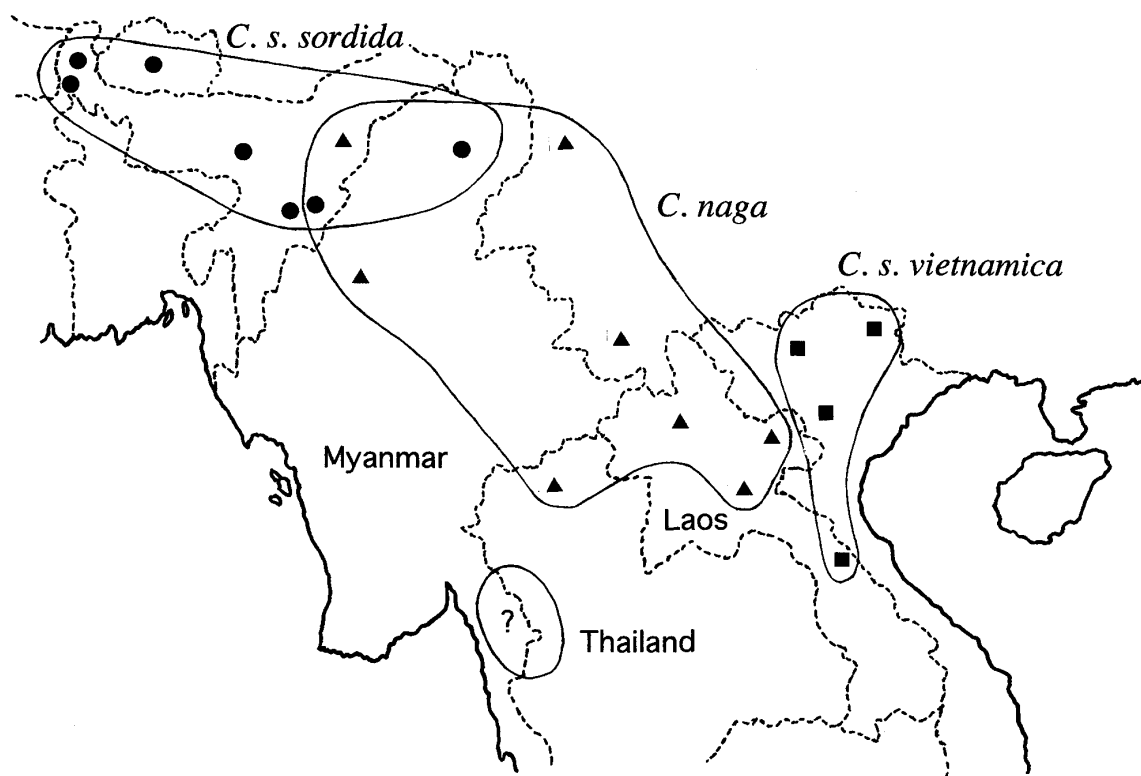 C. s. sordida
C. naga
C. s. vietnamica
Myanmar
Laos
?
Thailand